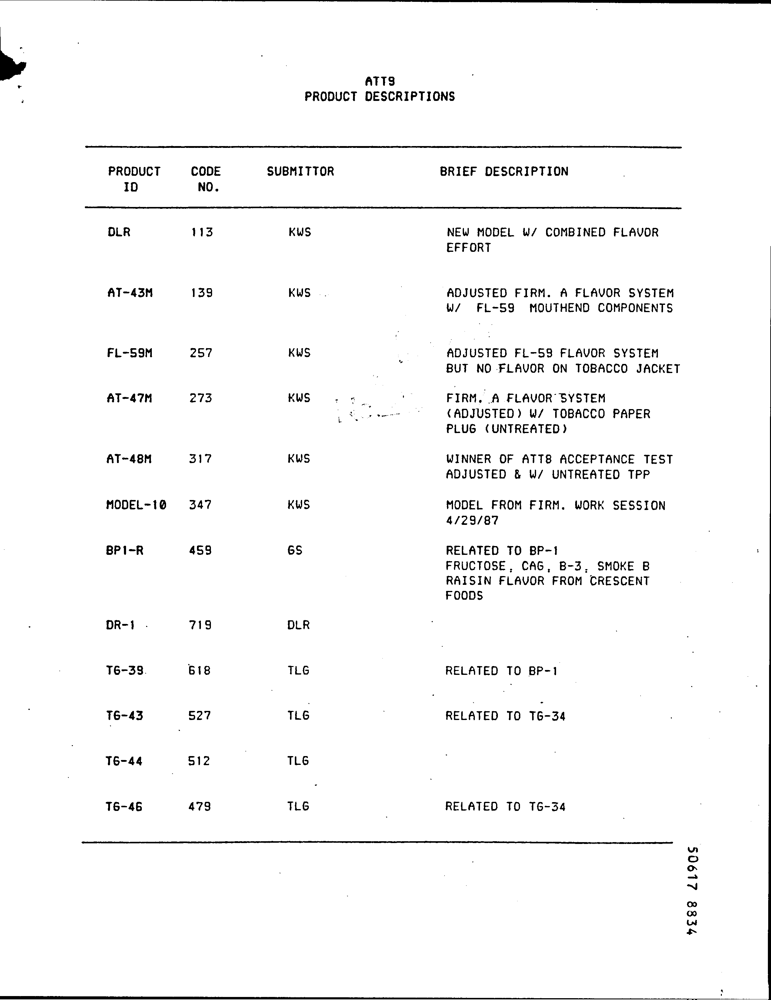 ATT9
PRODUCT DESCRIPTIONS
PRODUCT ID CODE NO. SUBMITTOR BRIEF DESCRIPTION
DLR 113 KWS NEW MODEL W/ COMBINED FLAVOR
EFFORT
AT-43M 139 KWS ADJUSTED FIRM. A FLAVOR SYSTEM
W/ FL-59 MOUTHEND COMPONENTS
FL-59M 257 KWS ADJUSTED FL-59 FLAVOR SYSTEM
BUT NO FLAVOR ON TOBACCO JACKET
AT-47M 273 KWS FIRM. A FLAVOR SYSTEM
(ADJUSTED) W/ TOBACCO PAPER
PLUG (UNTREATED)
AT-48M 317 KWS WINNER OF ATT8 ACCEPTANCE TEST
ADJUSTED & W/ UNTREATED TPP
MODEL-10 347 KWS MODEL FROM FIRM. WORK SESSION
4/29/87
BP1-R 459 GS RELATED TO BP-1
FRUCTOSE, CAG, B-3, SMOKE B
RAISIN FLAVOR FROM CRESCENT
FOODS
DR-1 719 DLR
TG-39 618 TLG RELATED TO BP-1
TG-43 527 TLG RELATED TO TG-34
TG-44 512 TLG
TG-46 479 TLG RELATED TO TG-34
50617 8834